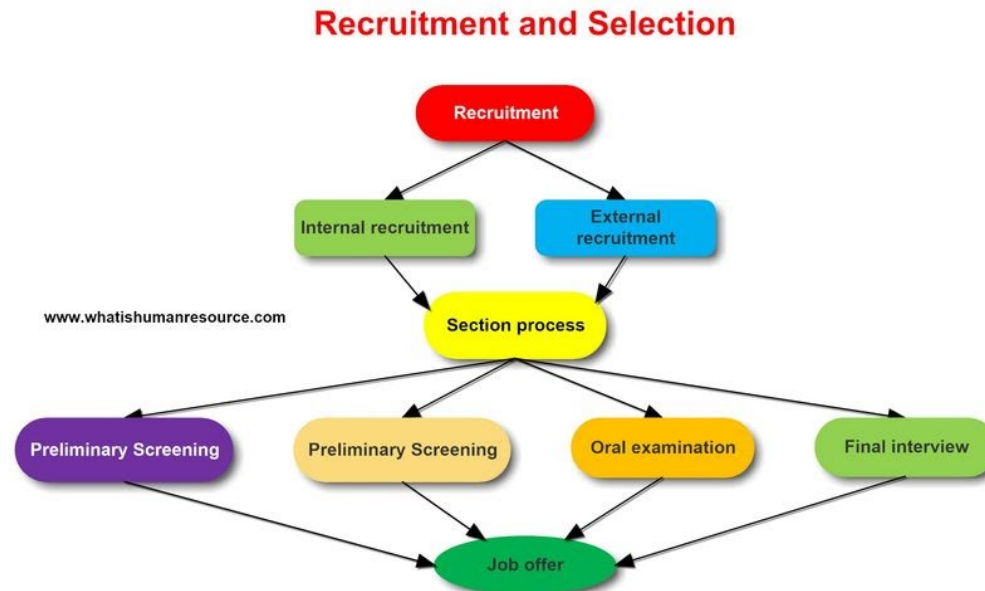 Recruitment and Selection
Recruitment
Internal recruitment
External
recruitment
www.whatishumanresource.com
Section process
Preliminary Screening
Preliminary Screening
Oral examination
Final interview
Job offer